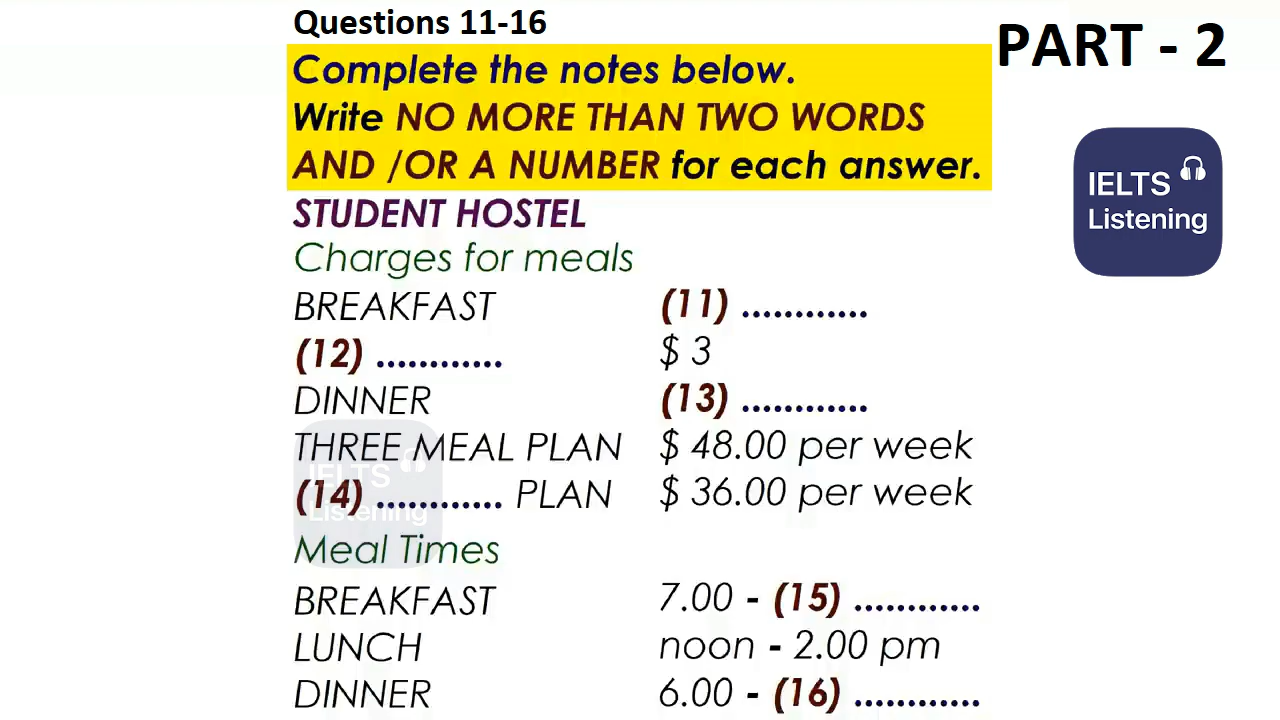 Questions 11-16
PART - 2
Complete the notes below.
Write NO MORE THAN TWO WORDS
AND /OR A NUMBER for each answer.
IELTS
Listening
STUDENT HOSTEL
Charges for meals
BREAKFAST (11) ............
(12) ............ $ 3
DINNER (13) ............
THREE MEAL PLAN $ 48.00 per week
IELTS
(14) ............ PLAN $ 36.00 per week
Listening
Meal Times
BREAKFAST 7.00 - (15) ............
LUNCH noon - 2.00 pm
DINNER 6.00 - (16) ............